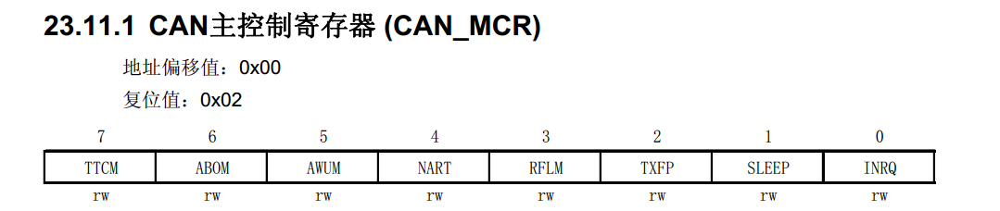 23.11.1 CAN主控制寄存器 (CAN_MCR)
地址偏移值：0x00
复位值：0x02
7 6 5 4 3 2 1 0
TTCM ABOM AWUM NART RFLM TXFP SLEEP INRQ
rw rw rw rw rw rw rw rw